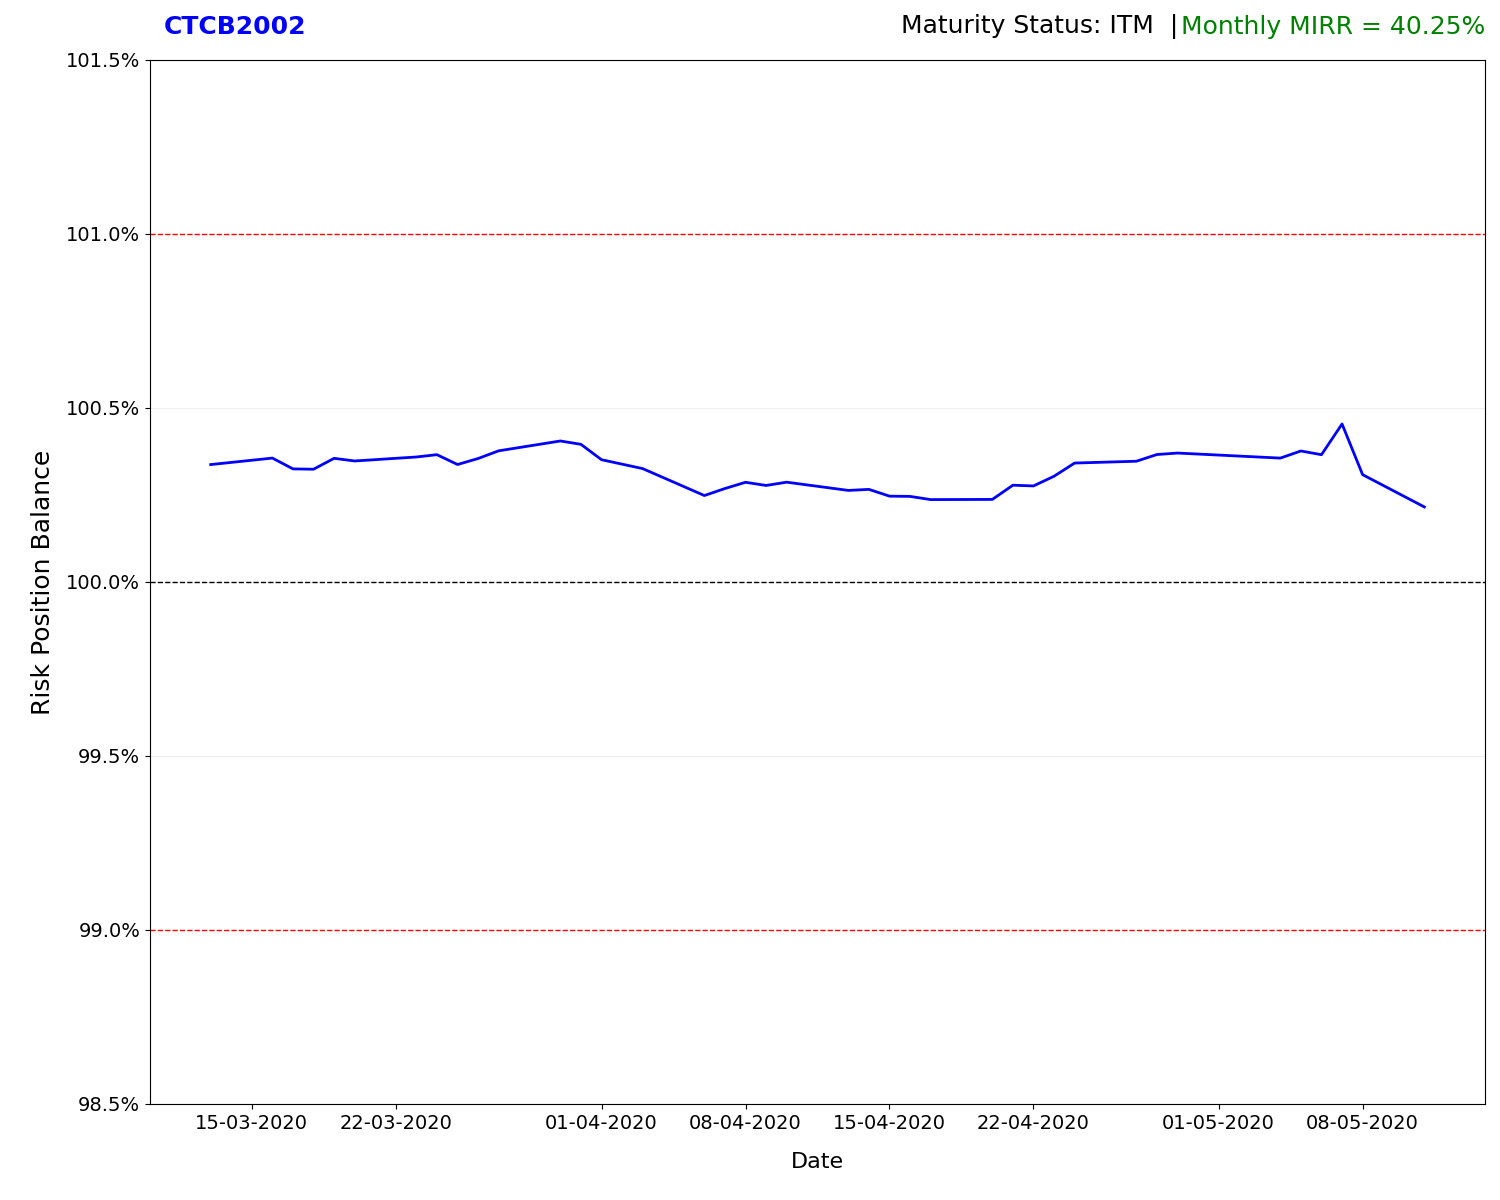 CTCB2002
Maturity Status: ITM | Monthly MIRR = 40.25%
101.5%
101.0%
100.5%
100.0%
99.5%
99.0%
98.5%
Risk Position Balance
15-03-2020 22-03-2020 01-04-2020 08-04-2020 15-04-2020 22-04-2020 01-05-2020 08-05-2020
Date